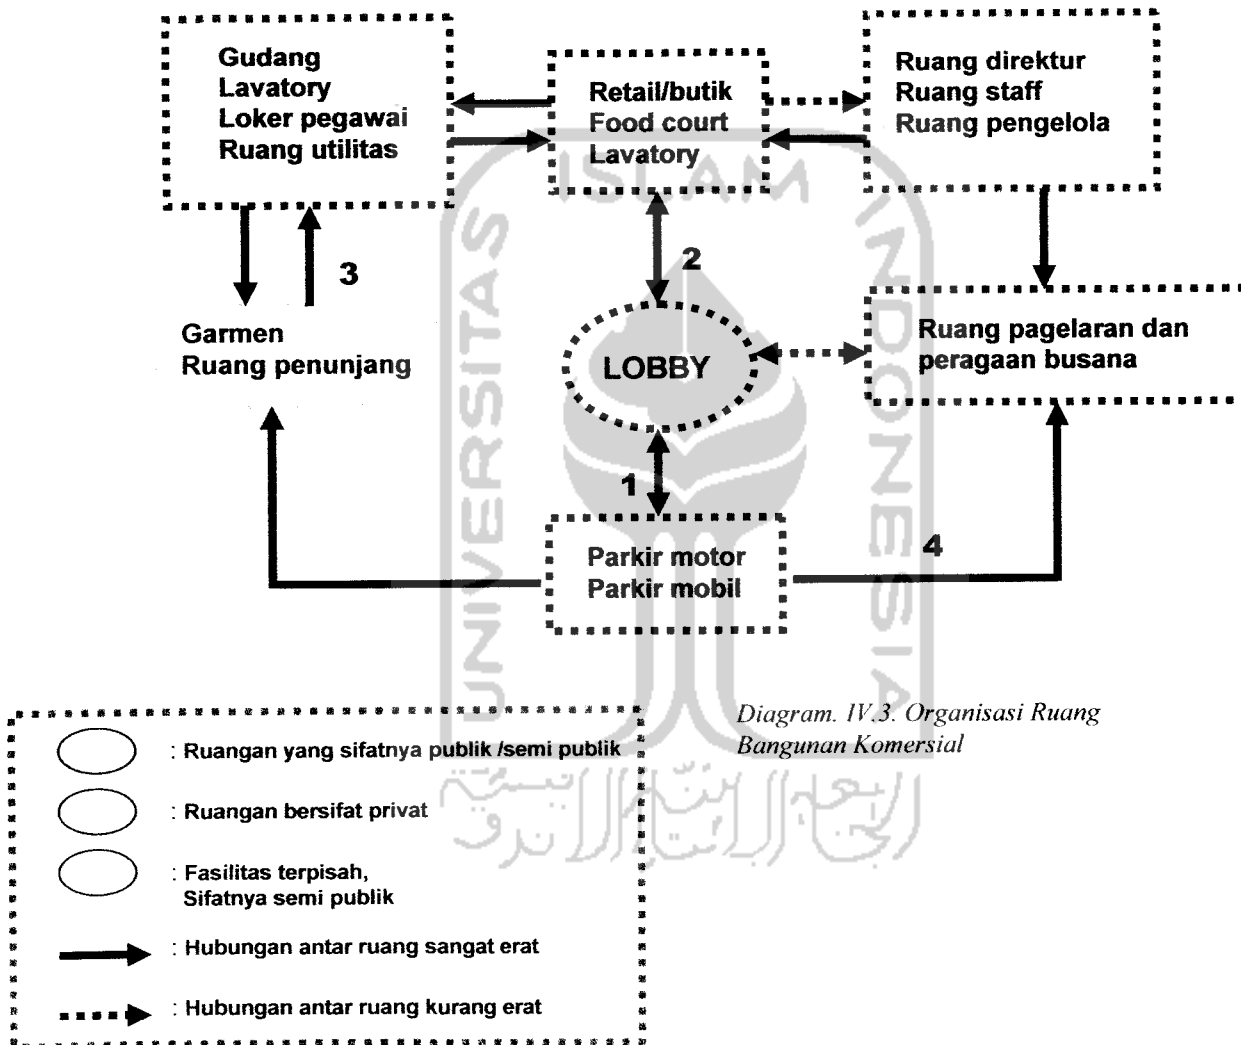 Gudang
Lavatory
Loker pegawai
Ruang utilitas
Retail/butik
Food court
Lavatory
Ruang direktur
Ruang staff
Ruang pengelola
3
2
Garmen
Ruang penunjang
LOBBY
Ruang pagelaran dan
peragaan busana
1
4
Parkir motor
Parkir mobil
UNIVERSITAS
ISLAM
INDONESIA
Diagram. IV.3. Organisasi Ruang
Bangunan Komersial
: Ruangan yang sifatnya publik /semi publik
: Ruangan bersifat privat
: Fasilitas terpisah,
Sifatnya semi publik
: Hubungan antar ruang sangat erat
: Hubungan antar ruang kurang erat